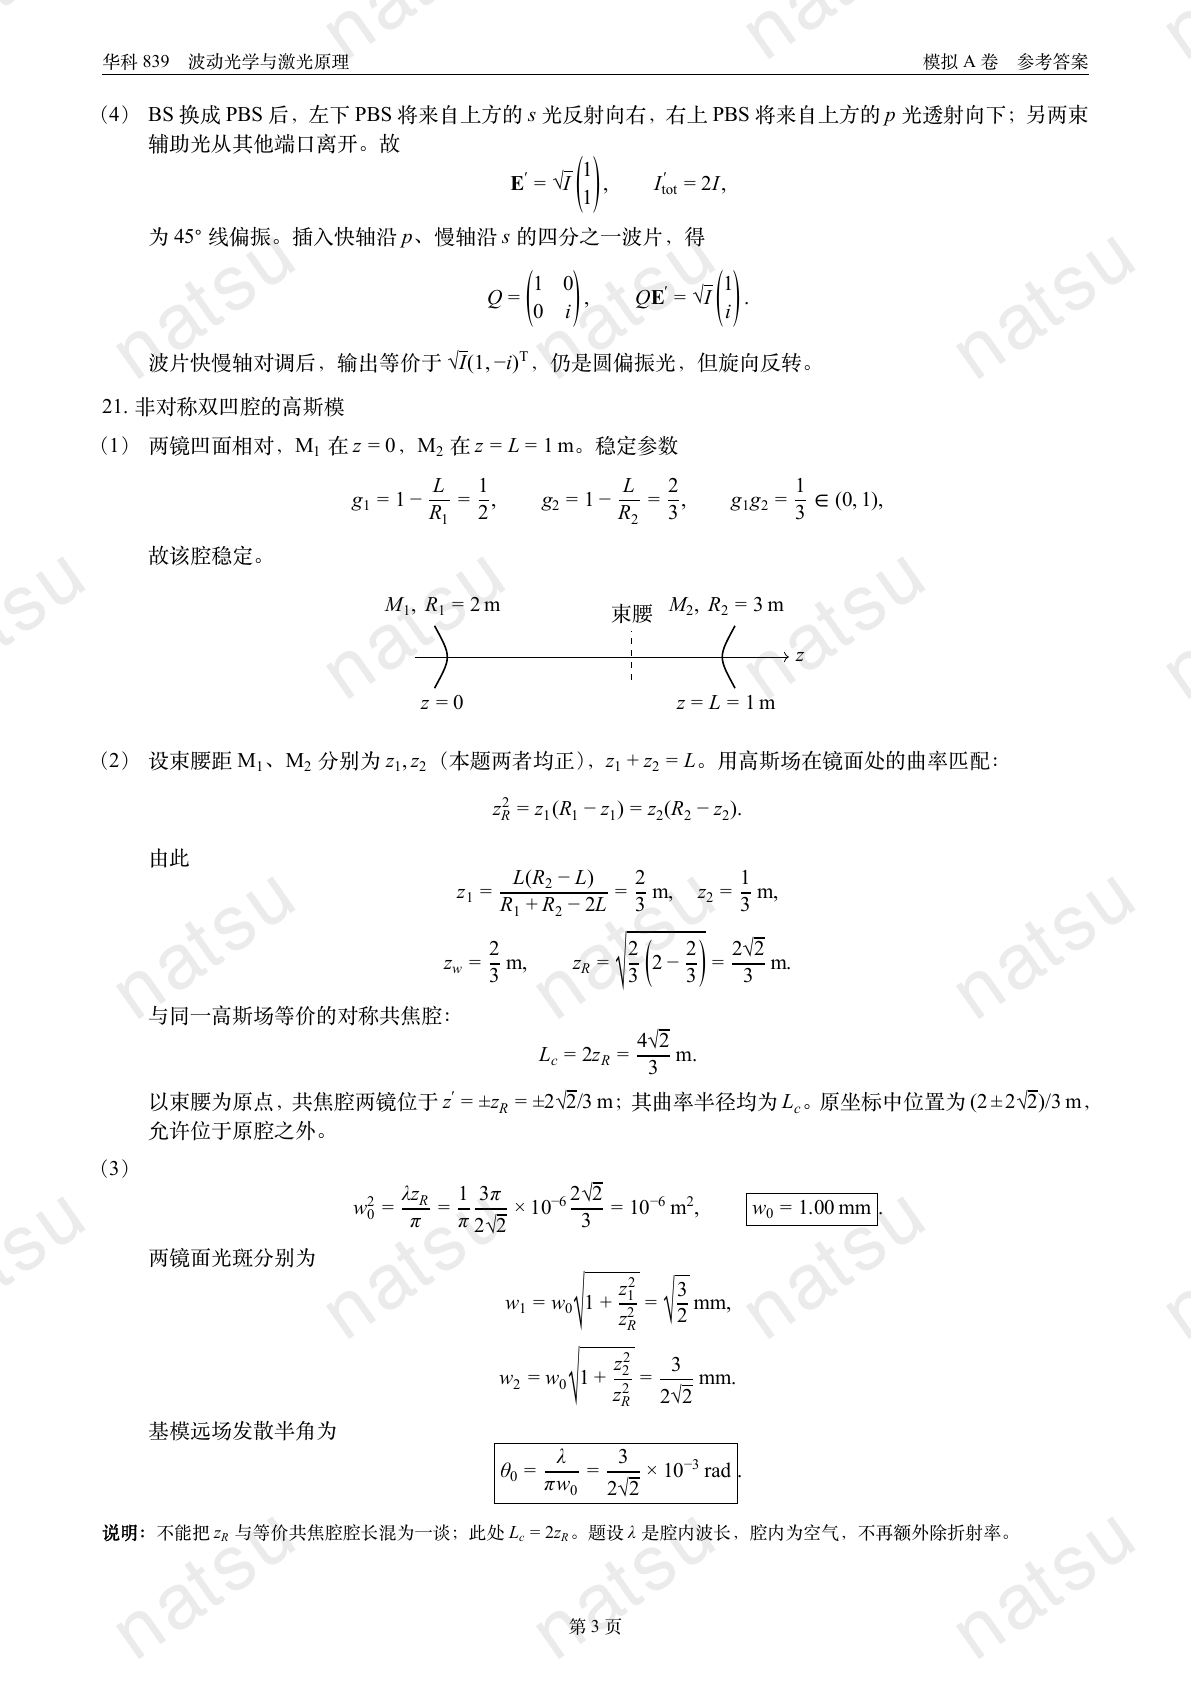 华科 839 波动光学与激光原理 模拟 A 卷 参考答案
（4） BS 换成 PBS 后，左下 PBS 将来自上方的 s 光反射向右，右上 PBS 将来自上方的 p 光透射向下；另两束
辅助光从其他端口离开。故
E′ = √I (1 1), I′tot = 2I,
为 45° 线偏振。插入快轴沿 p、慢轴沿 s 的四分之一波片，得
Q = (1 0 0 i), QE′ = √I (1 i).
波片快慢轴对调后，输出等价于 √I(1, −i)ᵀ，仍是圆偏振光，但旋向反转。
21. 非对称双凹腔的高斯模
（1） 两镜凹面相对，M₁ 在 z = 0，M₂ 在 z = L = 1 m。稳定参数
g₁ = 1 − L/R₁ = 1/2, g₂ = 1 − L/R₂ = 2/3, g₁g₂ = 1/3 ∈ (0, 1),
故该腔稳定。
M₁, R₁ = 2 m 束腰 M₂, R₂ = 3 m
z
z = 0 z = L = 1 m
（2） 设束腰距 M₁、M₂ 分别为 z₁, z₂（本题两者均正），z₁ + z₂ = L。用高斯场在镜面处的曲率匹配：
z_R² = z₁(R₁ − z₁) = z₂(R₂ − z₂).
由此
z₁ = L(R₂ − L)/(R₁ + R₂ − 2L) = 2/3 m, z₂ = 1/3 m,
z_w = 2/3 m, z_R = √(2/3 (2 − 2/3)) = 2√2/3 m.
与同一高斯场等价的对称共焦腔：
L_c = 2z_R = 4√2/3 m.
以束腰为原点，共焦腔两镜位于 z′ = ±z_R = ±2√2/3 m；其曲率半径均为 L_c。原坐标中位置为 (2 ± 2√2)/3 m，
允许位于原腔之外。
（3）
w₀² = λz_R/π = 1/π 3π/(2√2) × 10⁻⁶ 2√2/3 = 10⁻⁶ m², w₀ = 1.00 mm.
两镜面光斑分别为
w₁ = w₀√(1 + z₁²/z_R²) = √(3/2) mm,
w₂ = w₀√(1 + z₂²/z_R²) = 3/(2√2) mm.
基模远场发散半角为
θ₀ = λ/(πw₀) = 3/(2√2) × 10⁻³ rad.
说明：不能把 z_R 与等价共焦腔腔长混为一谈；此处 L_c = 2z_R。题设 λ 是腔内波长，腔内为空气，不再额外除折射率。
第 3 页
natsu